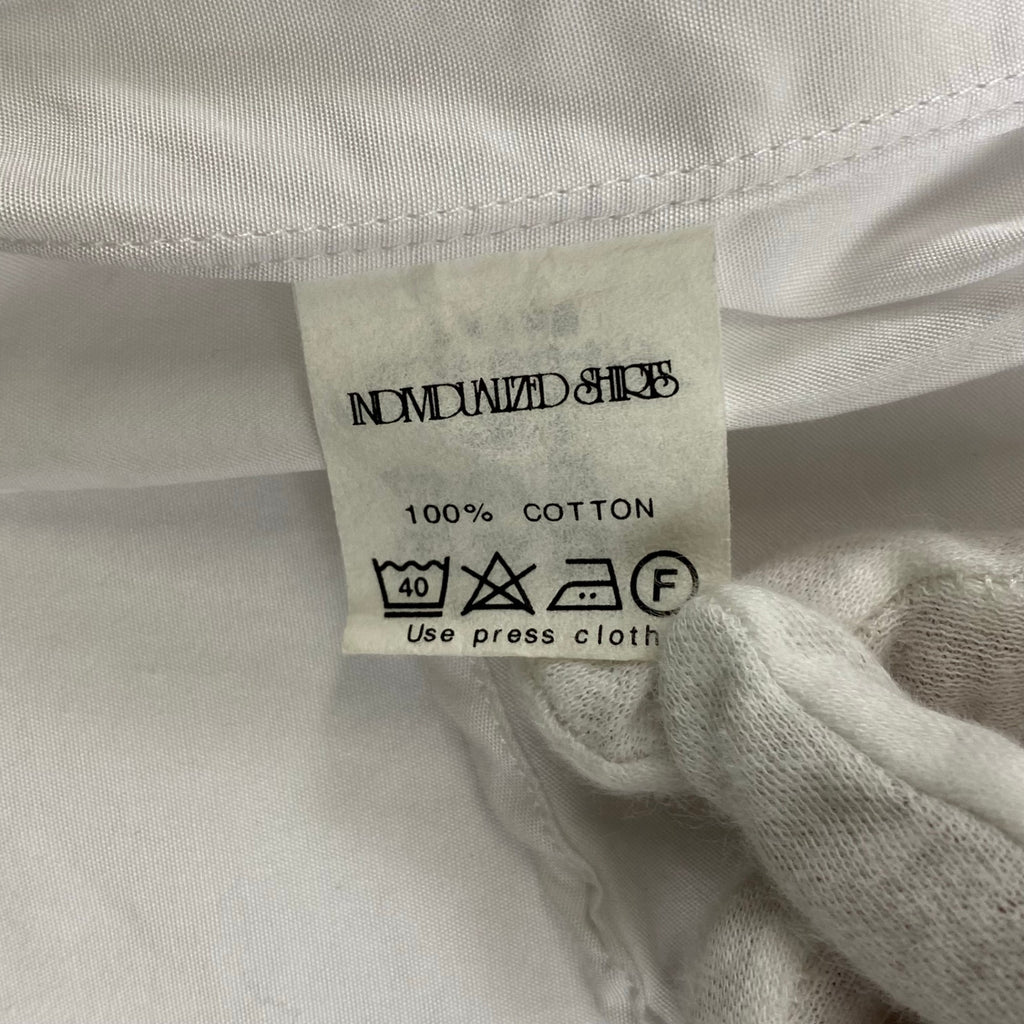 INDIVIDUALIZED SHIRTS
100% COTTON
40 F
Use press cloth